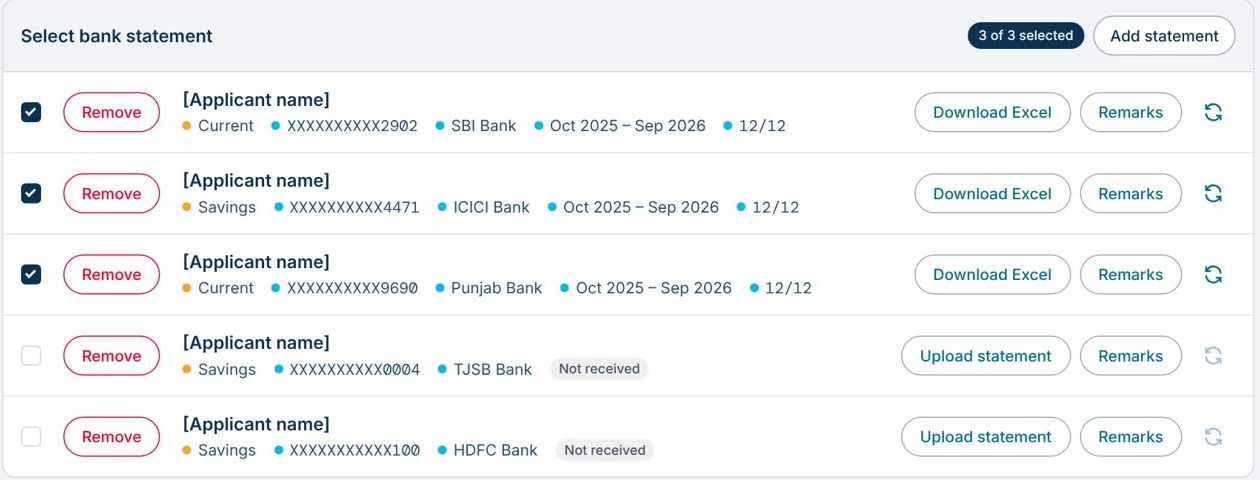 Select bank statement 3 of 3 selected Add statement
Remove [Applicant name] Download Excel Remarks
Current XXXXXXXXXX2902 SBI Bank Oct 2025 – Sep 2026 12/12
Remove [Applicant name] Download Excel Remarks
Savings XXXXXXXXXX4471 ICICI Bank Oct 2025 – Sep 2026 12/12
Remove [Applicant name] Download Excel Remarks
Current XXXXXXXXXX9690 Punjab Bank Oct 2025 – Sep 2026 12/12
Remove [Applicant name] Upload statement Remarks
Savings XXXXXXXXXX0004 TJSB Bank Not received
Remove [Applicant name] Upload statement Remarks
Savings XXXXXXXXXXX100 HDFC Bank Not received